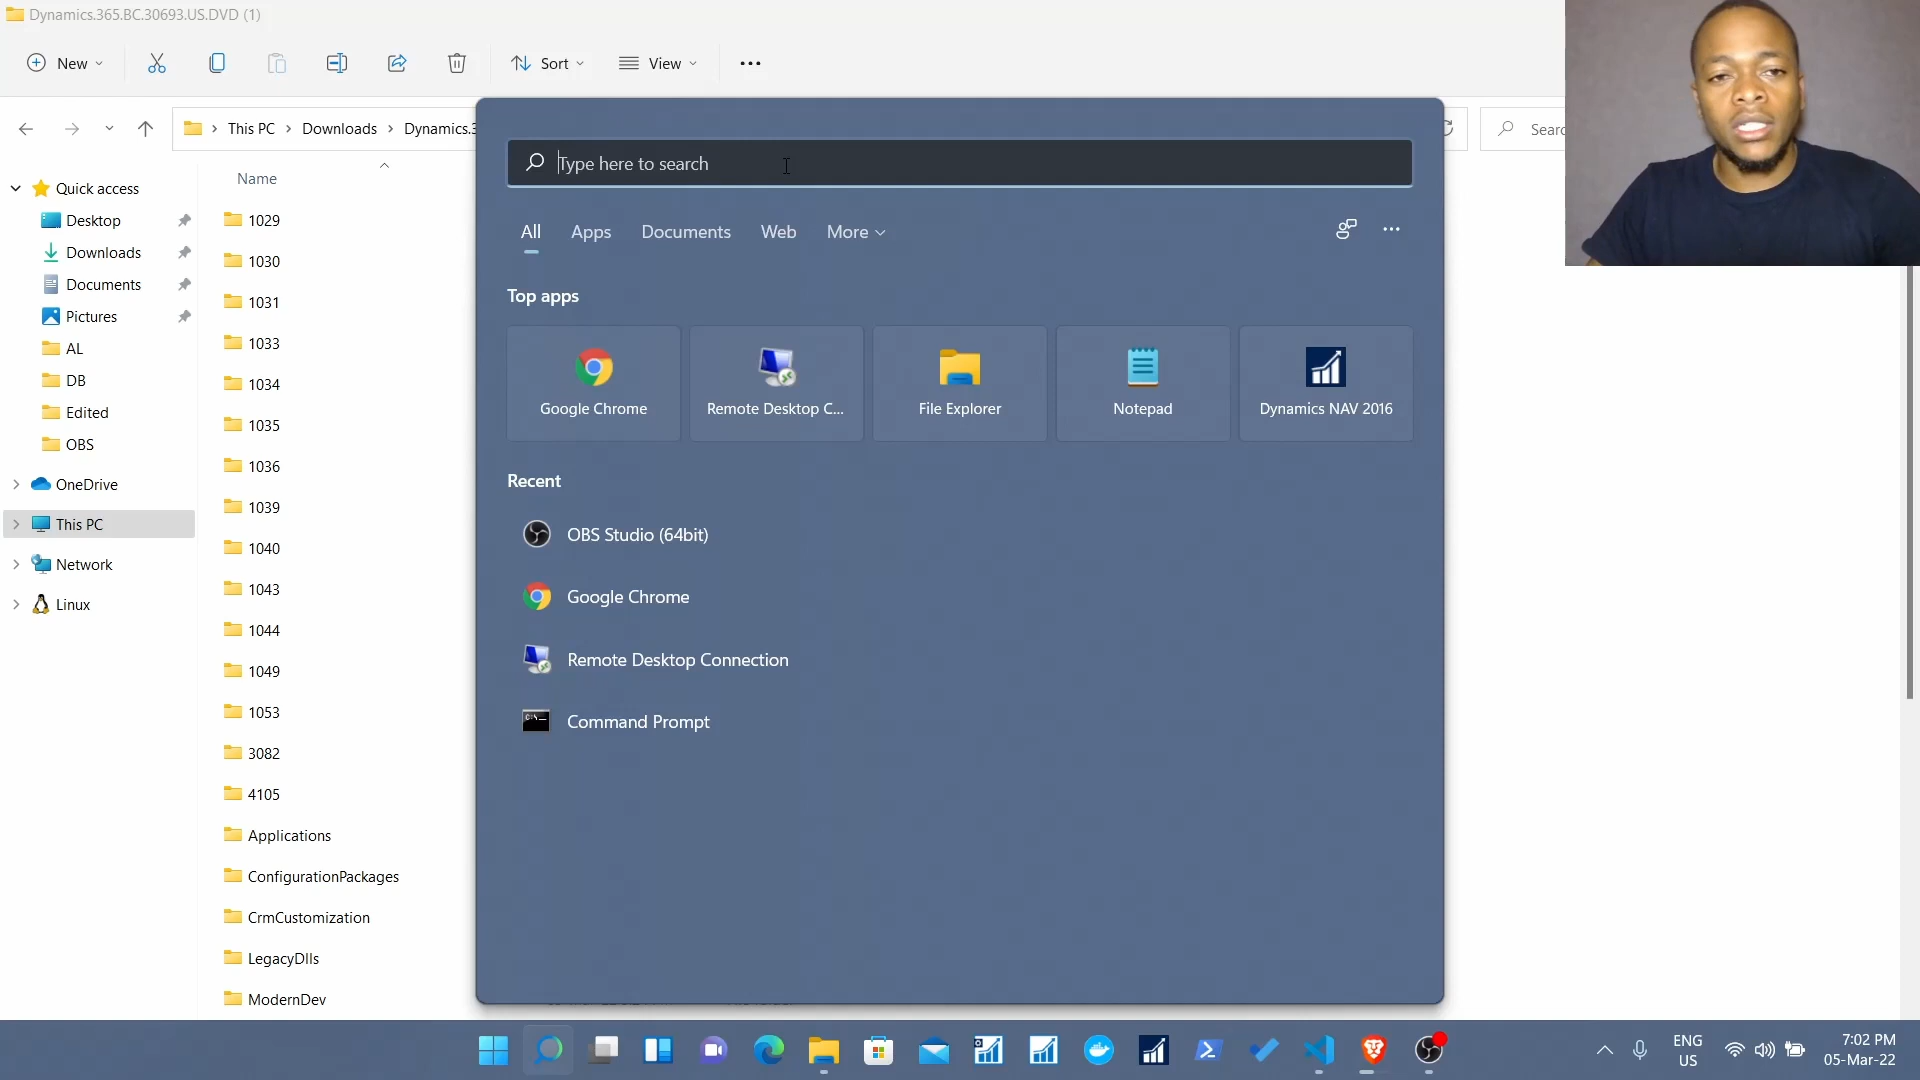 Dynamics.365.BC.30693.US.DVD (1)
New
Sort
View
This PC
Downloads
Type here to search
Quick access
Desktop
Downloads
Documents
Pictures
AL
DB
Edited
OBS
OneDrive
This PC
Network
Linux
Name
1029
1030
1031
1033
1034
1035
1036
1039
1040
1043
1044
1049
1053
3082
4105
Applications
ConfigurationPackages
CrmCustomization
LegacyDlls
ModernDev
All Apps Documents Web More
Top apps
Google Chrome
Remote Desktop C...
File Explorer
Notepad
Dynamics NAV 2016
Recent
OBS Studio (64bit)
Google Chrome
Remote Desktop Connection
Command Prompt
ENG
US
7:02 PM
05-Mar-22